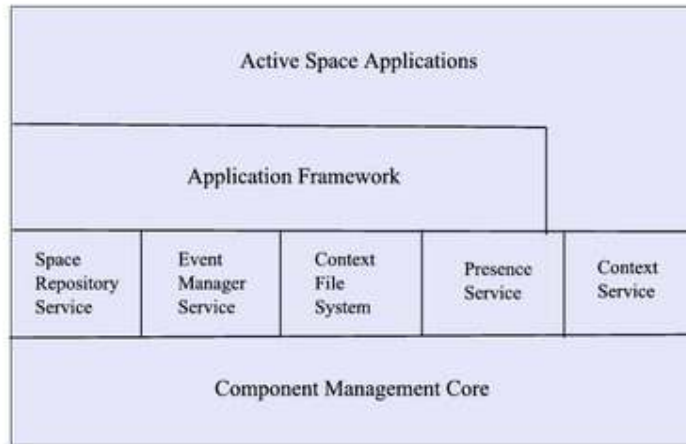 Active Space Applications
Application Framework
Space
Repository
Service
Event
Manager
Service
Context
File
System
Presence
Service
Context
Service
Component Management Core